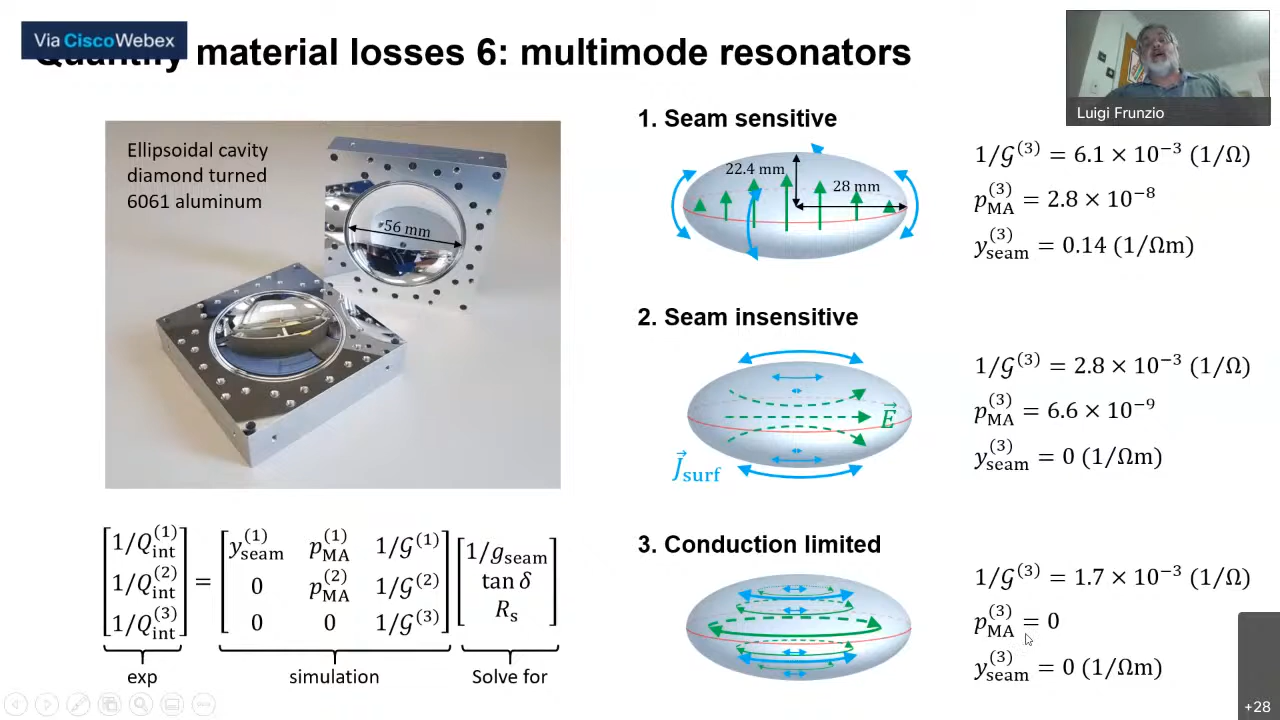 Via Cisco Webex
Quantify material losses 6: multimode resonators
Luigi Frunzio
Ellipsoidal cavity
diamond turned
6061 aluminum
56 mm
1. Seam sensitive
22.4 mm
28 mm
1/𝒢⁽³⁾ = 6.1 × 10⁻³ (1/Ω)
p_MA⁽³⁾ = 2.8 × 10⁻⁸
y_seam⁽³⁾ = 0.14 (1/Ωm)
2. Seam insensitive
E⃗
J⃗_surf
1/𝒢⁽³⁾ = 2.8 × 10⁻³ (1/Ω)
p_MA⁽³⁾ = 6.6 × 10⁻⁹
y_seam⁽³⁾ = 0 (1/Ωm)
3. Conduction limited
1/𝒢⁽³⁾ = 1.7 × 10⁻³ (1/Ω)
p_MA⁽³⁾ = 0
y_seam⁽³⁾ = 0 (1/Ωm)
[1/Q_int⁽¹⁾ 1/Q_int⁽²⁾ 1/Q_int⁽³⁾] = [y_seam⁽¹⁾ p_MA⁽¹⁾ 1/𝒢⁽¹⁾ 0 p_MA⁽²⁾ 1/𝒢⁽²⁾ 0 0 1/𝒢⁽³⁾] [1/g_seam tan δ R_s]
exp simulation Solve for
+28